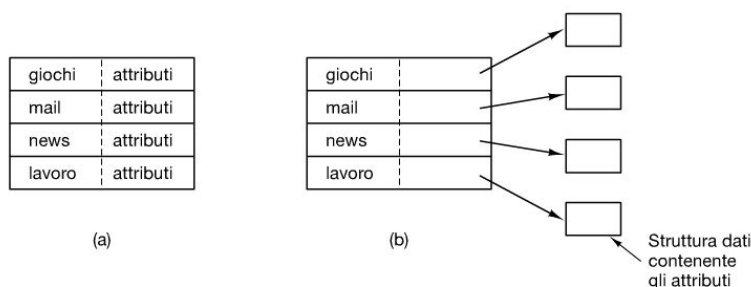 giochi attributi
mail attributi
news attributi
lavoro attributi
(a)
giochi
mail
news
lavoro
(b)
Struttura dati
contenente
gli attributi